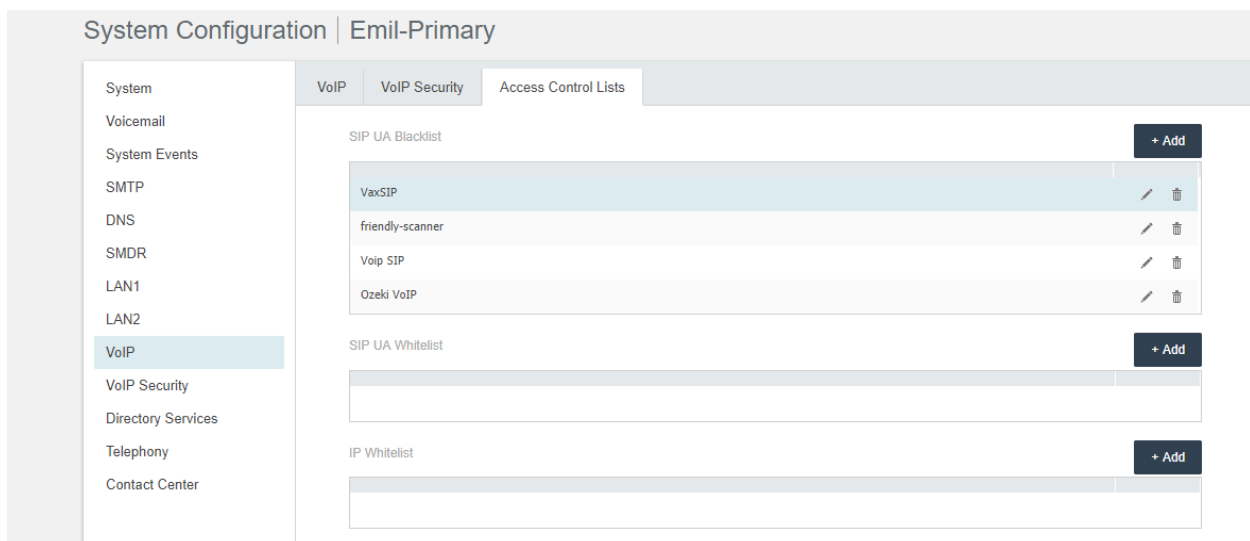 System Configuration | Emil-Primary
System
Voicemail
System Events
SMTP
DNS
SMDR
LAN1
LAN2
VoIP
VoIP Security
Directory Services
Telephony
Contact Center
VoIP VoIP Security Access Control Lists
SIP UA Blacklist + Add
VaxSIP
friendly-scanner
Voip SIP
Ozeki VoIP
SIP UA Whitelist + Add
IP Whitelist + Add